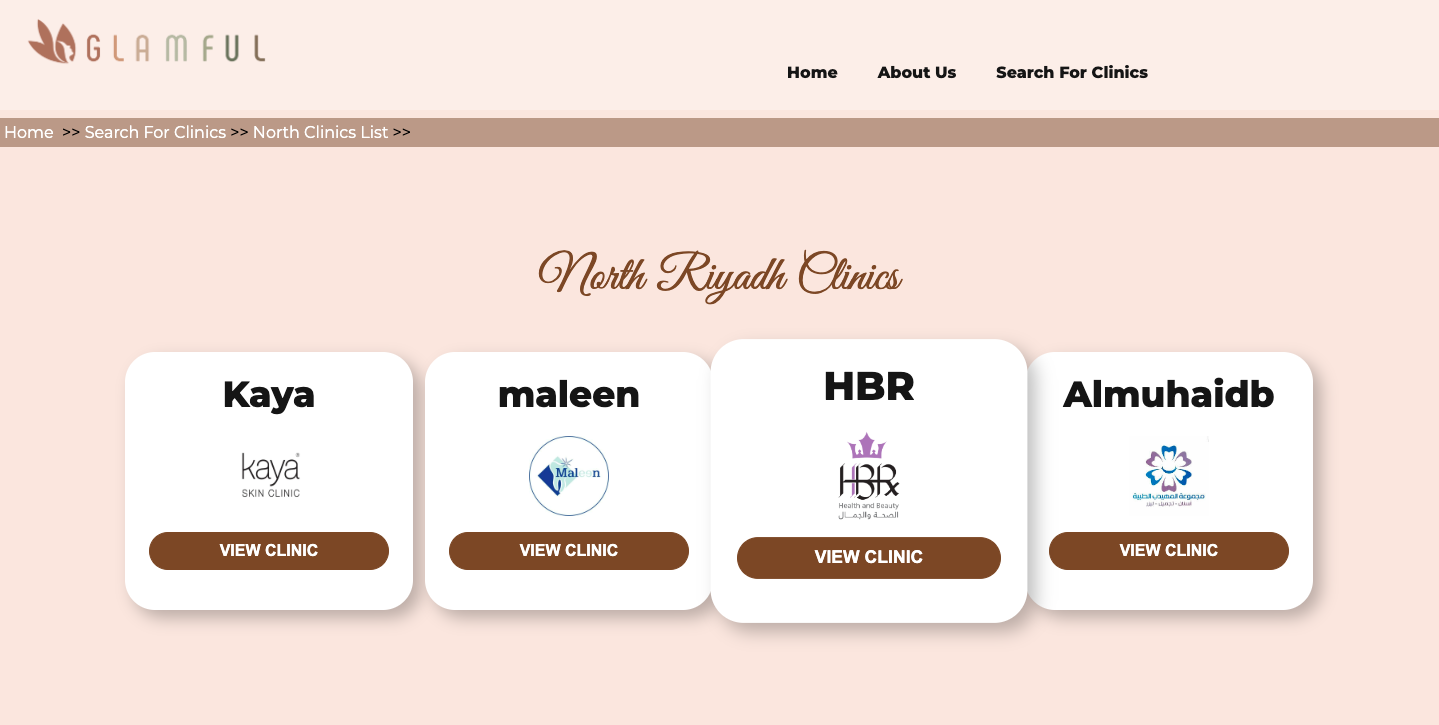 GLAMFUL
Home About Us Search For Clinics
Home >> Search For Clinics >> North Clinics List >>
North Riyadh Clinics
Kaya
kaya
SKIN CLINIC
VIEW CLINIC
maleen
Maleen
VIEW CLINIC
HBR
HBRx
Health and Beauty
الصحة والجمال
VIEW CLINIC
Almuhaidb
مجموعة المهيدب الطبية
VIEW CLINIC